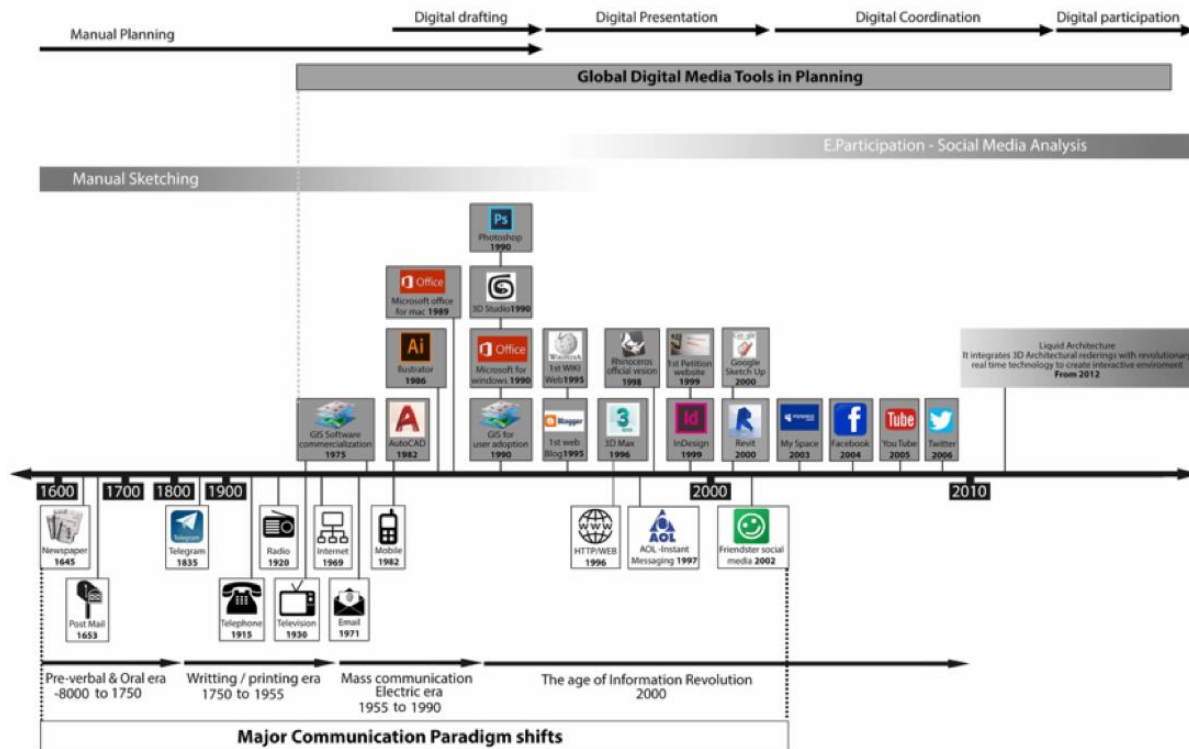 Digital drafting
Digital Presentation
Digital Coordination
Digital participation
Manual Planning
Global Digital Media Tools in Planning
E.Participation - Social Media Analysis
Manual Sketching
Ps
Photoshop
1990
Office
Microsoft office
for mac 1989
3D Studio1990
Ai
Ilustrator
1986
Office
Microsoft for
windows 1990
WIKIPEDIA
1st WIKI
Web1995
Rhinoceros
official vesion
1998
1st Petition
website
1999
Google
Sketch Up
2000
Liquid Architecture
It integrates 3D Architectural rederings with revolutionary
real time technology to create interactive enviroment
From 2012
GIS Software
commercialization
1975
AutoCAD
1982
GIS for
user adoption
1990
Blogger
1st web
Blog1995
3
3D Max
1996
Id
InDesign
1999
Revit
2000
myspace
My Space
2003
Facebook
2004
Tube
You Tube
2005
Twitter
2006
1600
1700
1800
1900
2000
2010
Newspaper
1645
Telegram
Telegram
1835
Radio
1920
Internet
1969
Mobile
1982
WWW
HTTP/WEB
1996
AOL
AOL -Instant
Messaging 1997
Friendster social
media 2002
Post Mail
1653
Telephone
1915
Television
1930
Email
1971
Pre-verbal & Oral era
-8000 to 1750
Writting / printing era
1750 to 1955
Mass communication
Electric era
1955 to 1990
The age of Information Revolution
2000
Major Communication Paradigm shifts